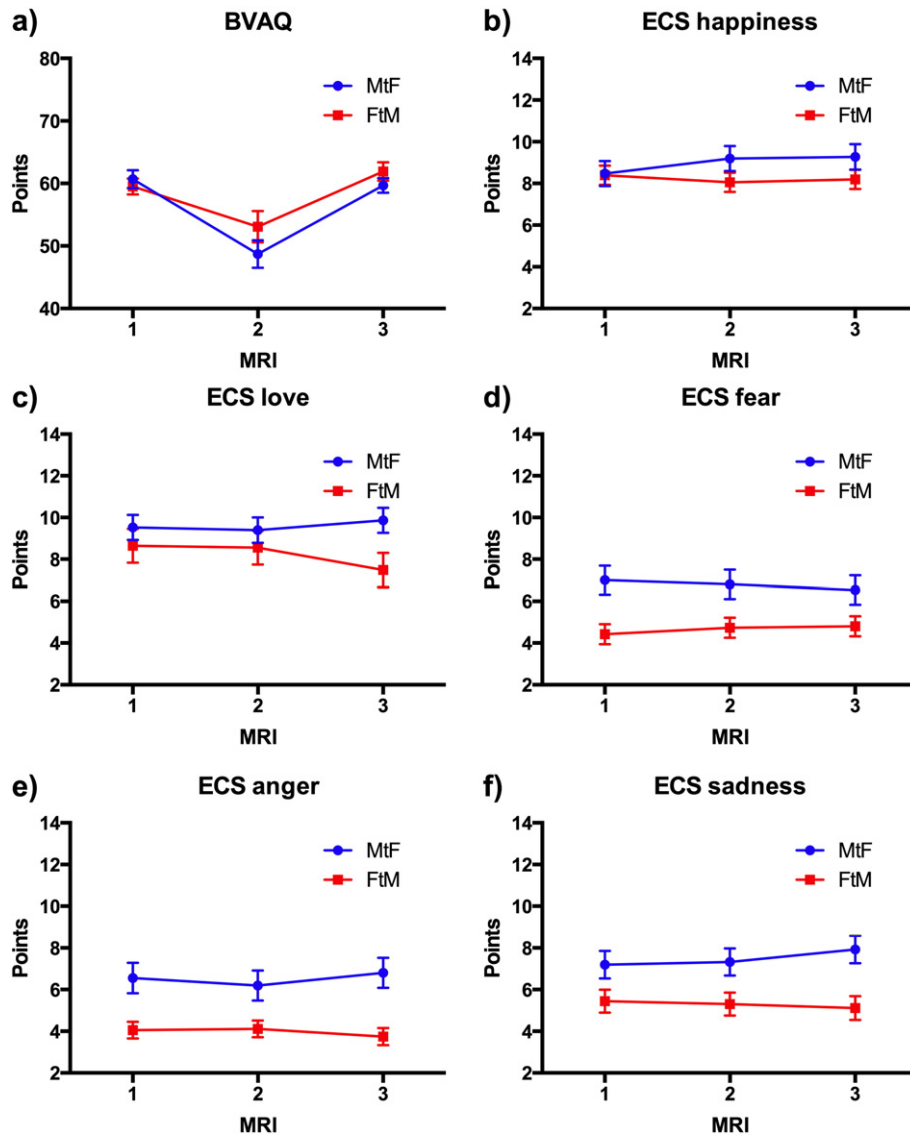 a)
BVAQ
80
70
60
50
40
Points
MtF
FtM
1 2 3
MRI
b)
ECS happiness
14
12
10
8
6
4
2
Points
MtF
FtM
1 2 3
MRI
c)
ECS love
14
12
10
8
6
4
2
Points
MtF
FtM
1 2 3
MRI
d)
ECS fear
14
12
10
8
6
4
2
Points
MtF
FtM
1 2 3
MRI
e)
ECS anger
14
12
10
8
6
4
2
Points
MtF
FtM
1 2 3
MRI
f)
ECS sadness
14
12
10
8
6
4
2
Points
MtF
FtM
1 2 3
MRI